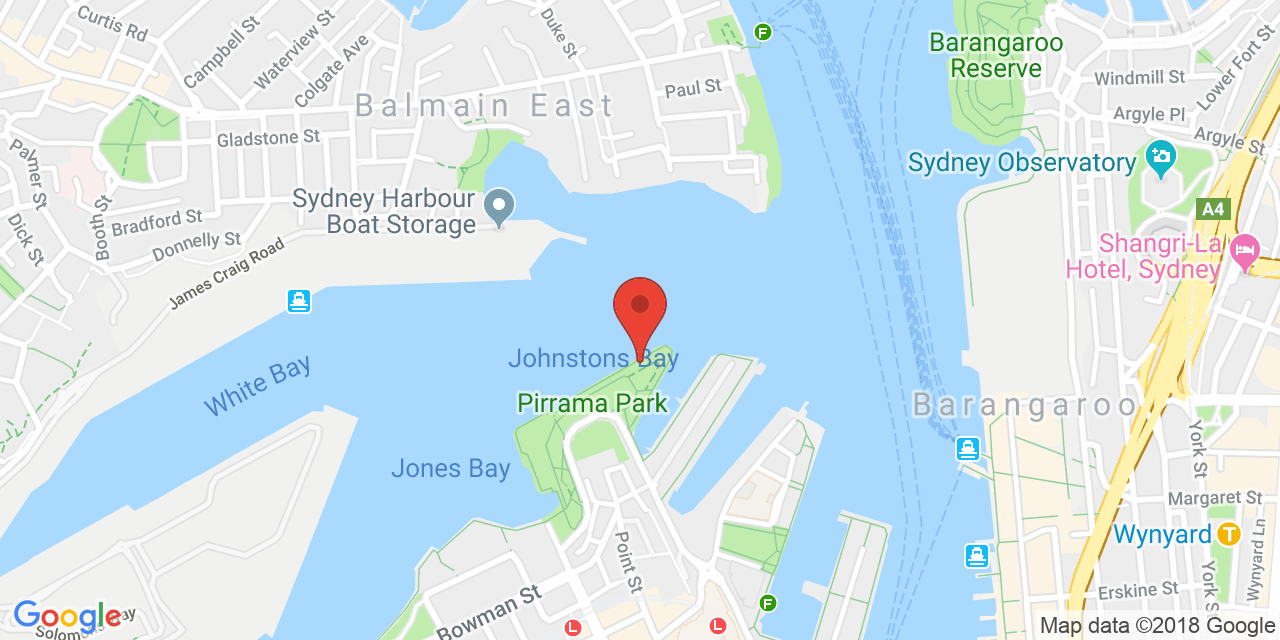 Curtis Rd
Campbell St
Waterview St
Colgate Ave
Duke St
F
Barangaroo
Reserve
Windmill St
Lower Fort St
Paul St
Balmain East
Argyle Pl
Argyle St
Gladstone St
Sydney Observatory
Palmer St
Booth St
Dick St
Bradford St
Donnelly St
James Craig Road
Sydney Harbour
Boat Storage
A4
Shangri-La
Hotel, Sydney
Johnstons Bay
White Bay
Pirrama Park
Barangaroo
Jones Bay
York St
Margaret St
Wynyard
T
Wynyard Ln
Point St
Bowman St
Erskine St
York St
F
L
L
Google
Map data ©2018 Google